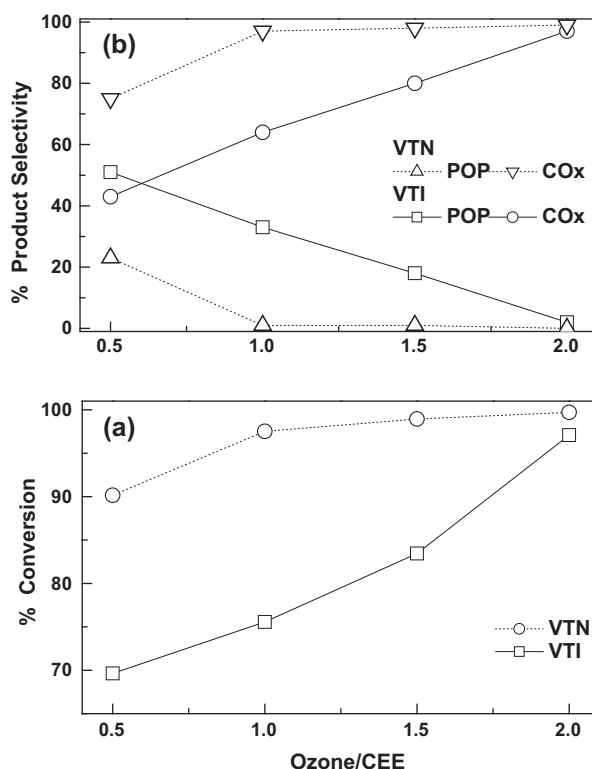 (b)
% Product Selectivity
100
80
60
40
20
0
VTN
POP COx
VTI
POP COx
0.5 1.0 1.5 2.0
(a)
% Conversion
100
90
80
70
VTN
VTI
0.5 1.0 1.5 2.0
Ozone/CEE